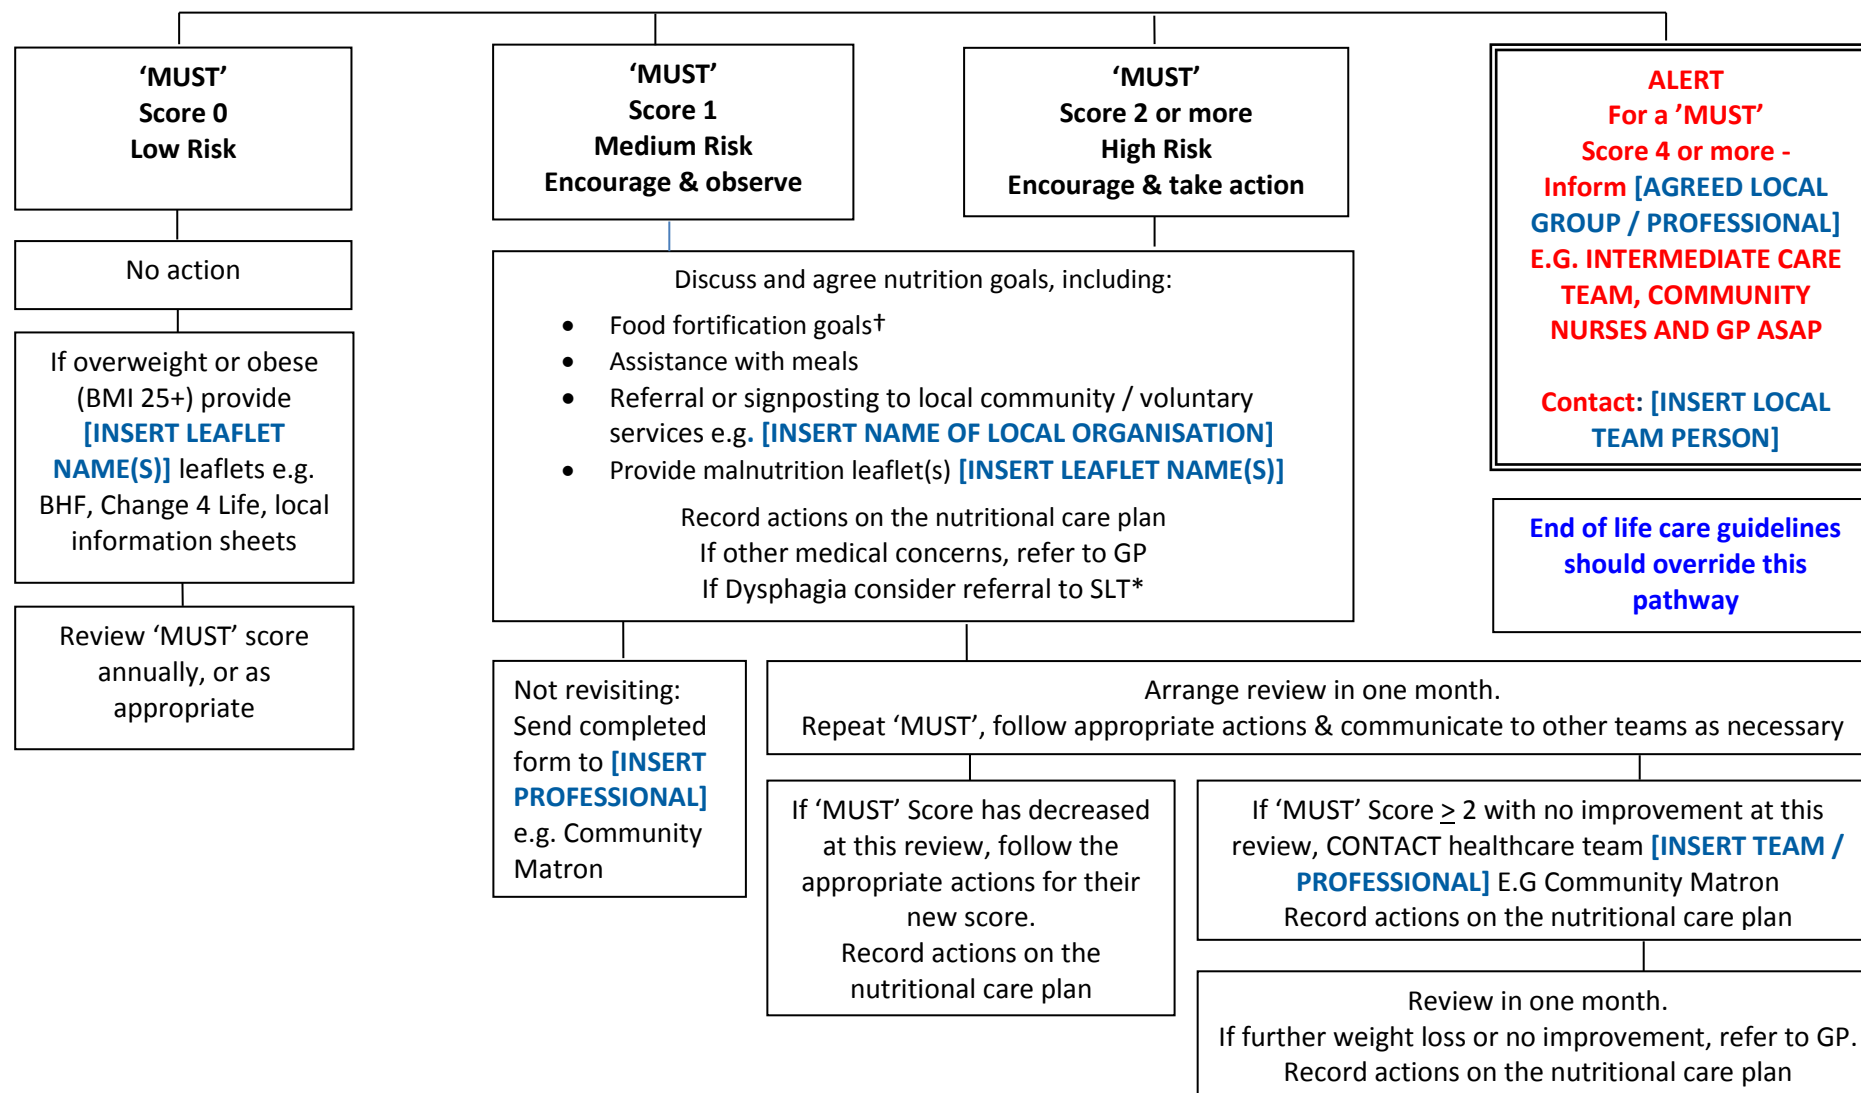 ‘MUST’
Score 0
Low Risk
No action
If overweight or obese
(BMI 25+) provide
[INSERT LEAFLET
NAME(S)] leaflets e.g.
BHF, Change 4 Life, local
information sheets
Review ‘MUST’ score
annually, or as
appropriate
‘MUST’
Score 1
Medium Risk
Encourage & observe
‘MUST’
Score 2 or more
High Risk
Encourage & take action
Discuss and agree nutrition goals, including:
• Food fortification goals†
• Assistance with meals
• Referral or signposting to local community / voluntary
services e.g. [INSERT NAME OF LOCAL ORGANISATION]
• Provide malnutrition leaflet(s) [INSERT LEAFLET NAME(S)]
Record actions on the nutritional care plan
If other medical concerns, refer to GP
If Dysphagia consider referral to SLT*
Not revisiting:
Send completed
form to [INSERT
PROFESSIONAL]
e.g. Community
Matron
Arrange review in one month.
Repeat ‘MUST’, follow appropriate actions & communicate to other teams as necessary
If ‘MUST’ Score has decreased
at this review, follow the
appropriate actions for their
new score.
Record actions on the
nutritional care plan
If ‘MUST’ Score ≥ 2 with no improvement at this
review, CONTACT healthcare team [INSERT TEAM /
PROFESSIONAL] E.G Community Matron
Record actions on the nutritional care plan
Review in one month.
If further weight loss or no improvement, refer to GP.
Record actions on the nutritional care plan
ALERT
For a ’MUST’
Score 4 or more -
Inform [AGREED LOCAL
GROUP / PROFESSIONAL]
E.G. INTERMEDIATE CARE
TEAM, COMMUNITY
NURSES AND GP ASAP
Contact: [INSERT LOCAL
TEAM PERSON]
End of life care guidelines
should override this
pathway